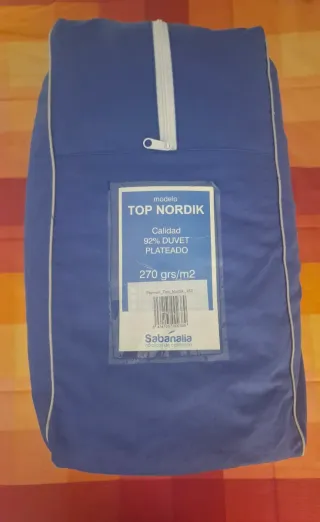 modelo
TOP NORDIK
Calidad
92% DUVET
PLATEADO
270 grs/m2
Sabanalia